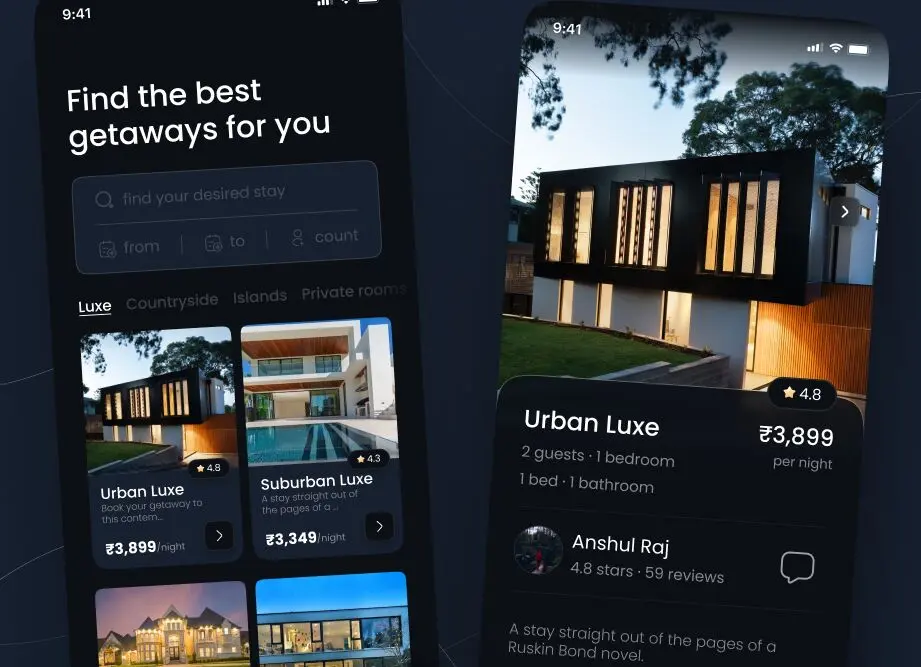 9:41
Find the best
getaways for you
find your desired stay
from
to
count
Luxe
Countryside
Islands
Private rooms
4.8
Urban Luxe
Book your getaway to
this contem...
₹3,899/night
4.3
Suburban Luxe
A stay straight out of
the pages of a ..
₹3,349/night
9:41
4.8
Urban Luxe
₹3,899
per night
2 guests · 1 bedroom
1 bed · 1 bathroom
Anshul Raj
4.8 stars · 59 reviews
A stay straight out of the pages of a
Ruskin Bond novel.